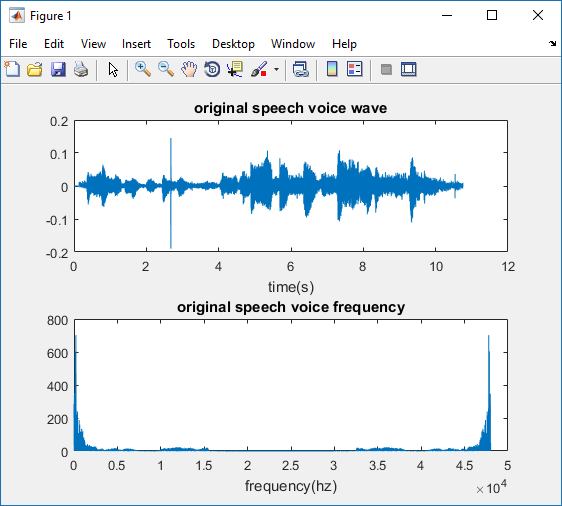 Figure 1
File Edit View Insert Tools Desktop Window Help
original speech voice wave
0.2
0.1
0
-0.1
-0.2
0 2 4 6 8 10 12
time(s)
original speech voice frequency
800
600
400
200
0
0 0.5 1 1.5 2 2.5 3 3.5 4 4.5 5
frequency(hz)
×10⁴